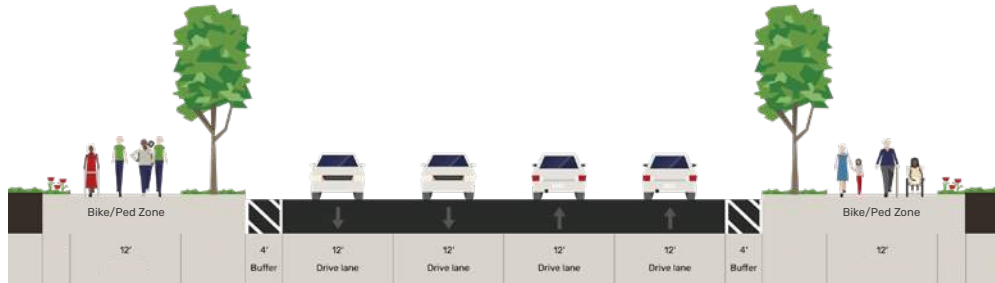 Bike/Ped Zone
Bike/Ped Zone
12'
4'
12'
12'
12'
12'
4'
12'
Buffer
Drive lane
Drive lane
Drive lane
Drive lane
Buffer